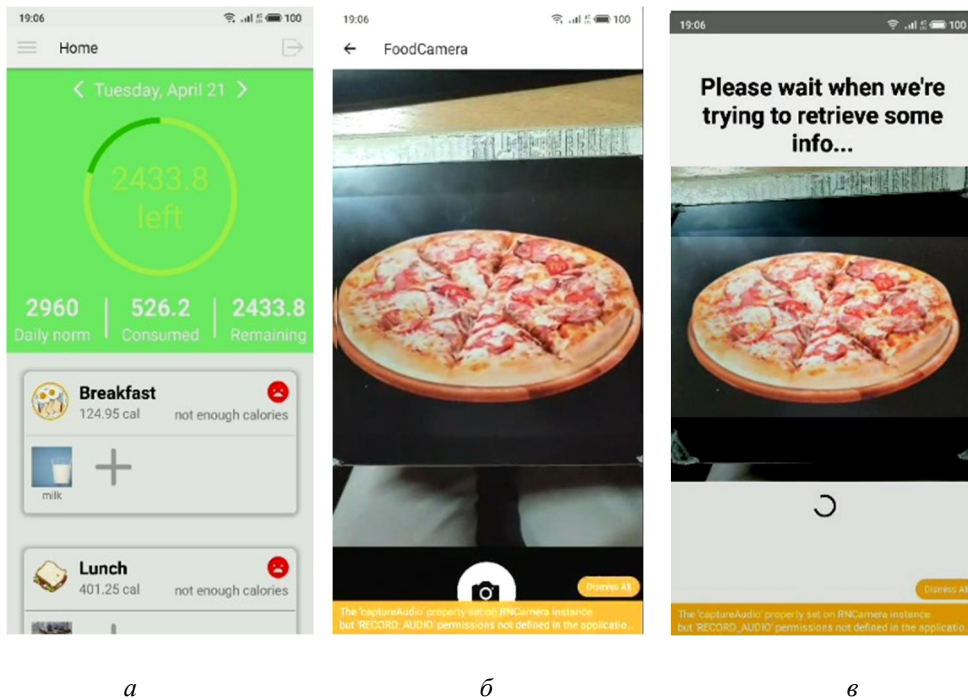 19:06
100
Home
Tuesday, April 21
2433.8
left
2960
526.2
2433.8
Daily norm
Consumed
Remaining
Breakfast
124.95 cal
not enough calories
milk
Lunch
401.25 cal
not enough calories
19:06
100
FoodCamera
Dismiss All
The 'captureAudio' property set on RNCamera instance
but 'RECORD_AUDIO' permissions not defined in the applicatio...
19:06
100
Please wait when we're
trying to retrieve some
info...
Dismiss All
The 'captureAudio' property set on RNCamera instance
but 'RECORD_AUDIO' permissions not defined in the applicatio...
а
б
в